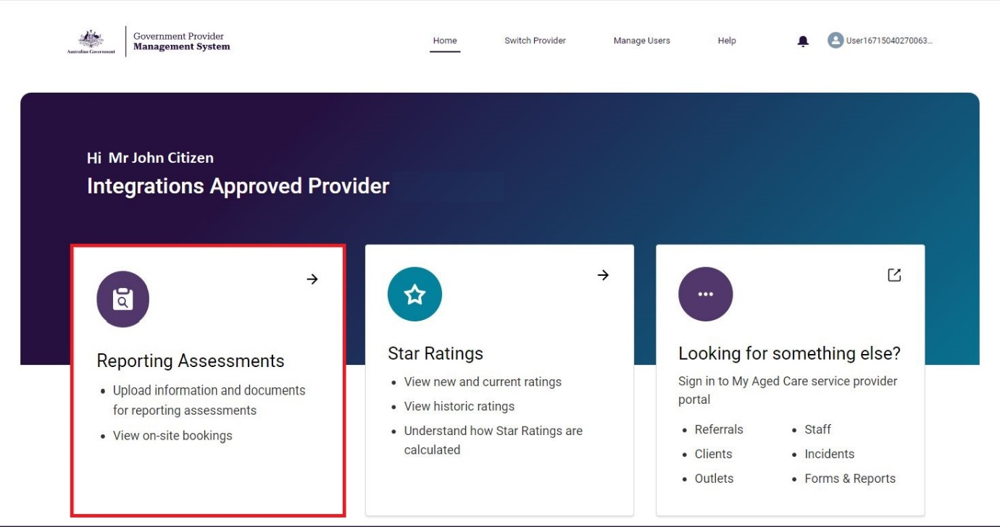 Australian Government
Government Provider
Management System
Home
Switch Provider
Manage Users
Help
User16715040270063...
Hi Mr John Citizen
Integrations Approved Provider
Reporting Assessments
• Upload information and documents
for reporting assessments
• View on-site bookings
Star Ratings
• View new and current ratings
• View historic ratings
• Understand how Star Ratings are
calculated
Looking for something else?
Sign in to My Aged Care service provider
portal
• Referrals
• Clients
• Outlets
• Staff
• Incidents
• Forms & Reports